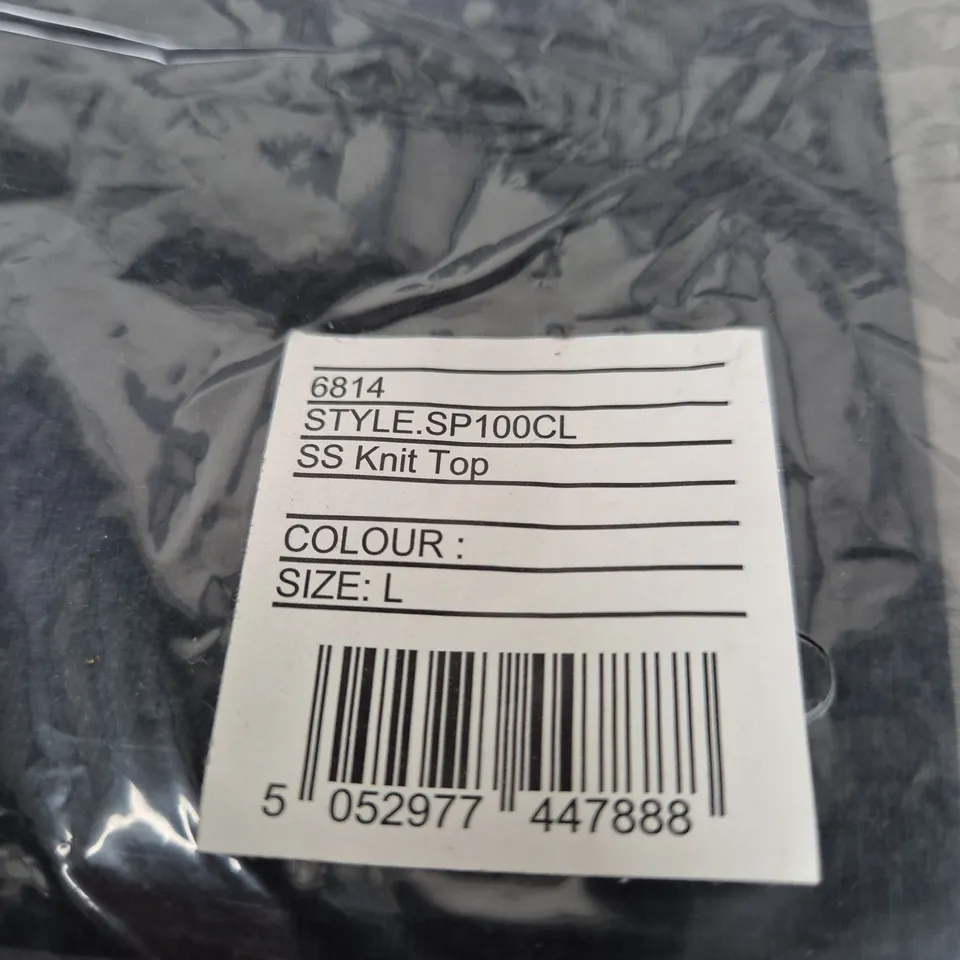 6814
STYLE.SP100CL
SS Knit Top
COLOUR :
SIZE: L
5 052977 447888